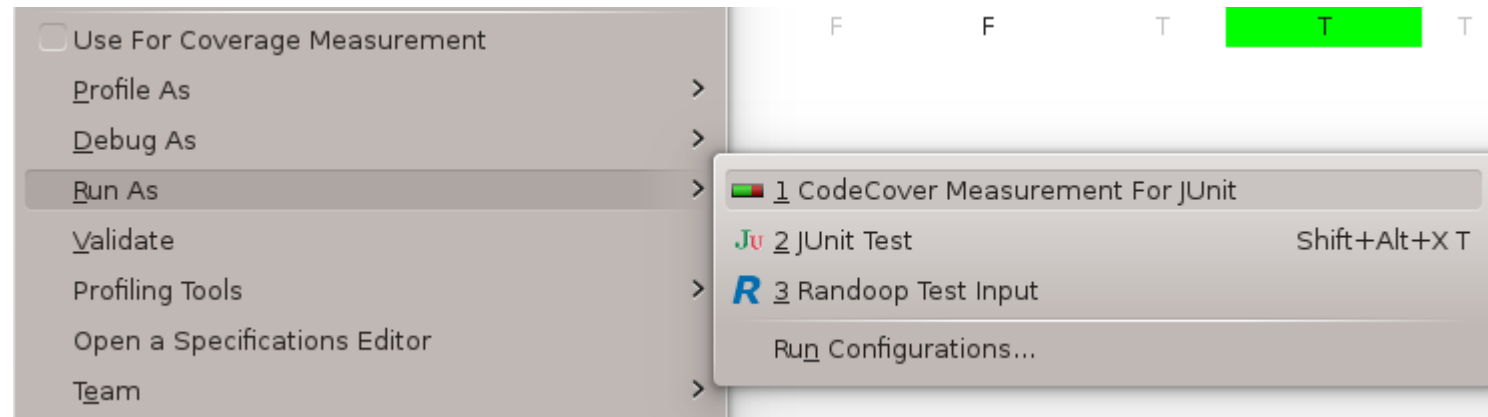 Use For Coverage Measurement
F F T T T
Profile As
Debug As
Run As
1 CodeCover Measurement For JUnit
Validate
Ju 2 JUnit Test Shift+Alt+X T
Profiling Tools
R 3 Randoop Test Input
Open a Specifications Editor
Run Configurations...
Team